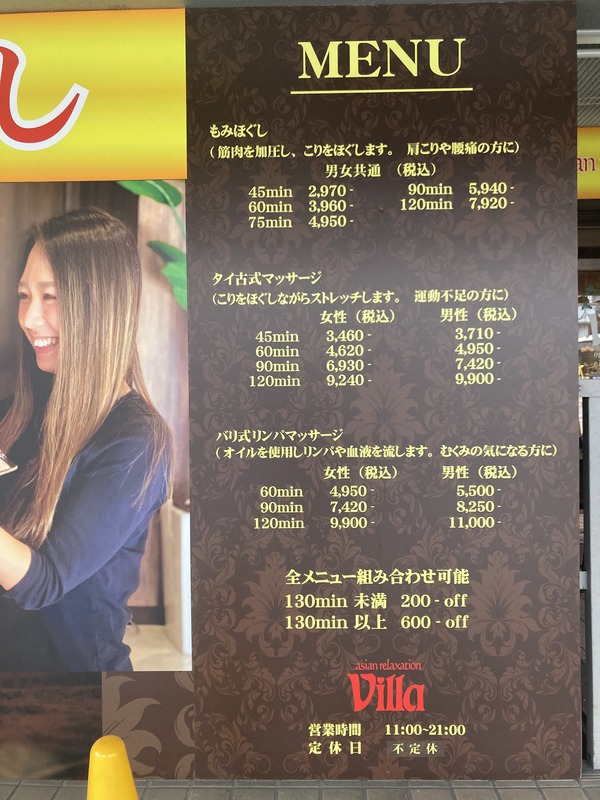 し
MENU
もみほぐし
(筋肉を加圧し、こりをほぐします。 肩こりや腰痛の方に)
男女共通 (税込)
45min 2,970- 90min 5,940-
60min 3,960- 120min 7,920-
75min 4,950-
タイ古式マッサージ
(こりをほぐしながらストレッチします。 運動不足の方に)
女性 (税込) 男性 (税込)
45min 3,460- 3,710-
60min 4,620- 4,950-
90min 6,930- 7,420-
120min 9,240- 9,900-
バリ式リンパマッサージ
(オイルを使用しリンパや血液を流します。むくみの気になる方に)
女性 (税込) 男性 (税込)
60min 4,950- 5,500-
90min 7,420- 8,250-
120min 9,900- 11,000-
全メニュー組み合わせ可能
130min 未満 200-off
130min 以上 600-off
asian relaxation
Villa
営業時間 11:00~21:00
定休日 不定休